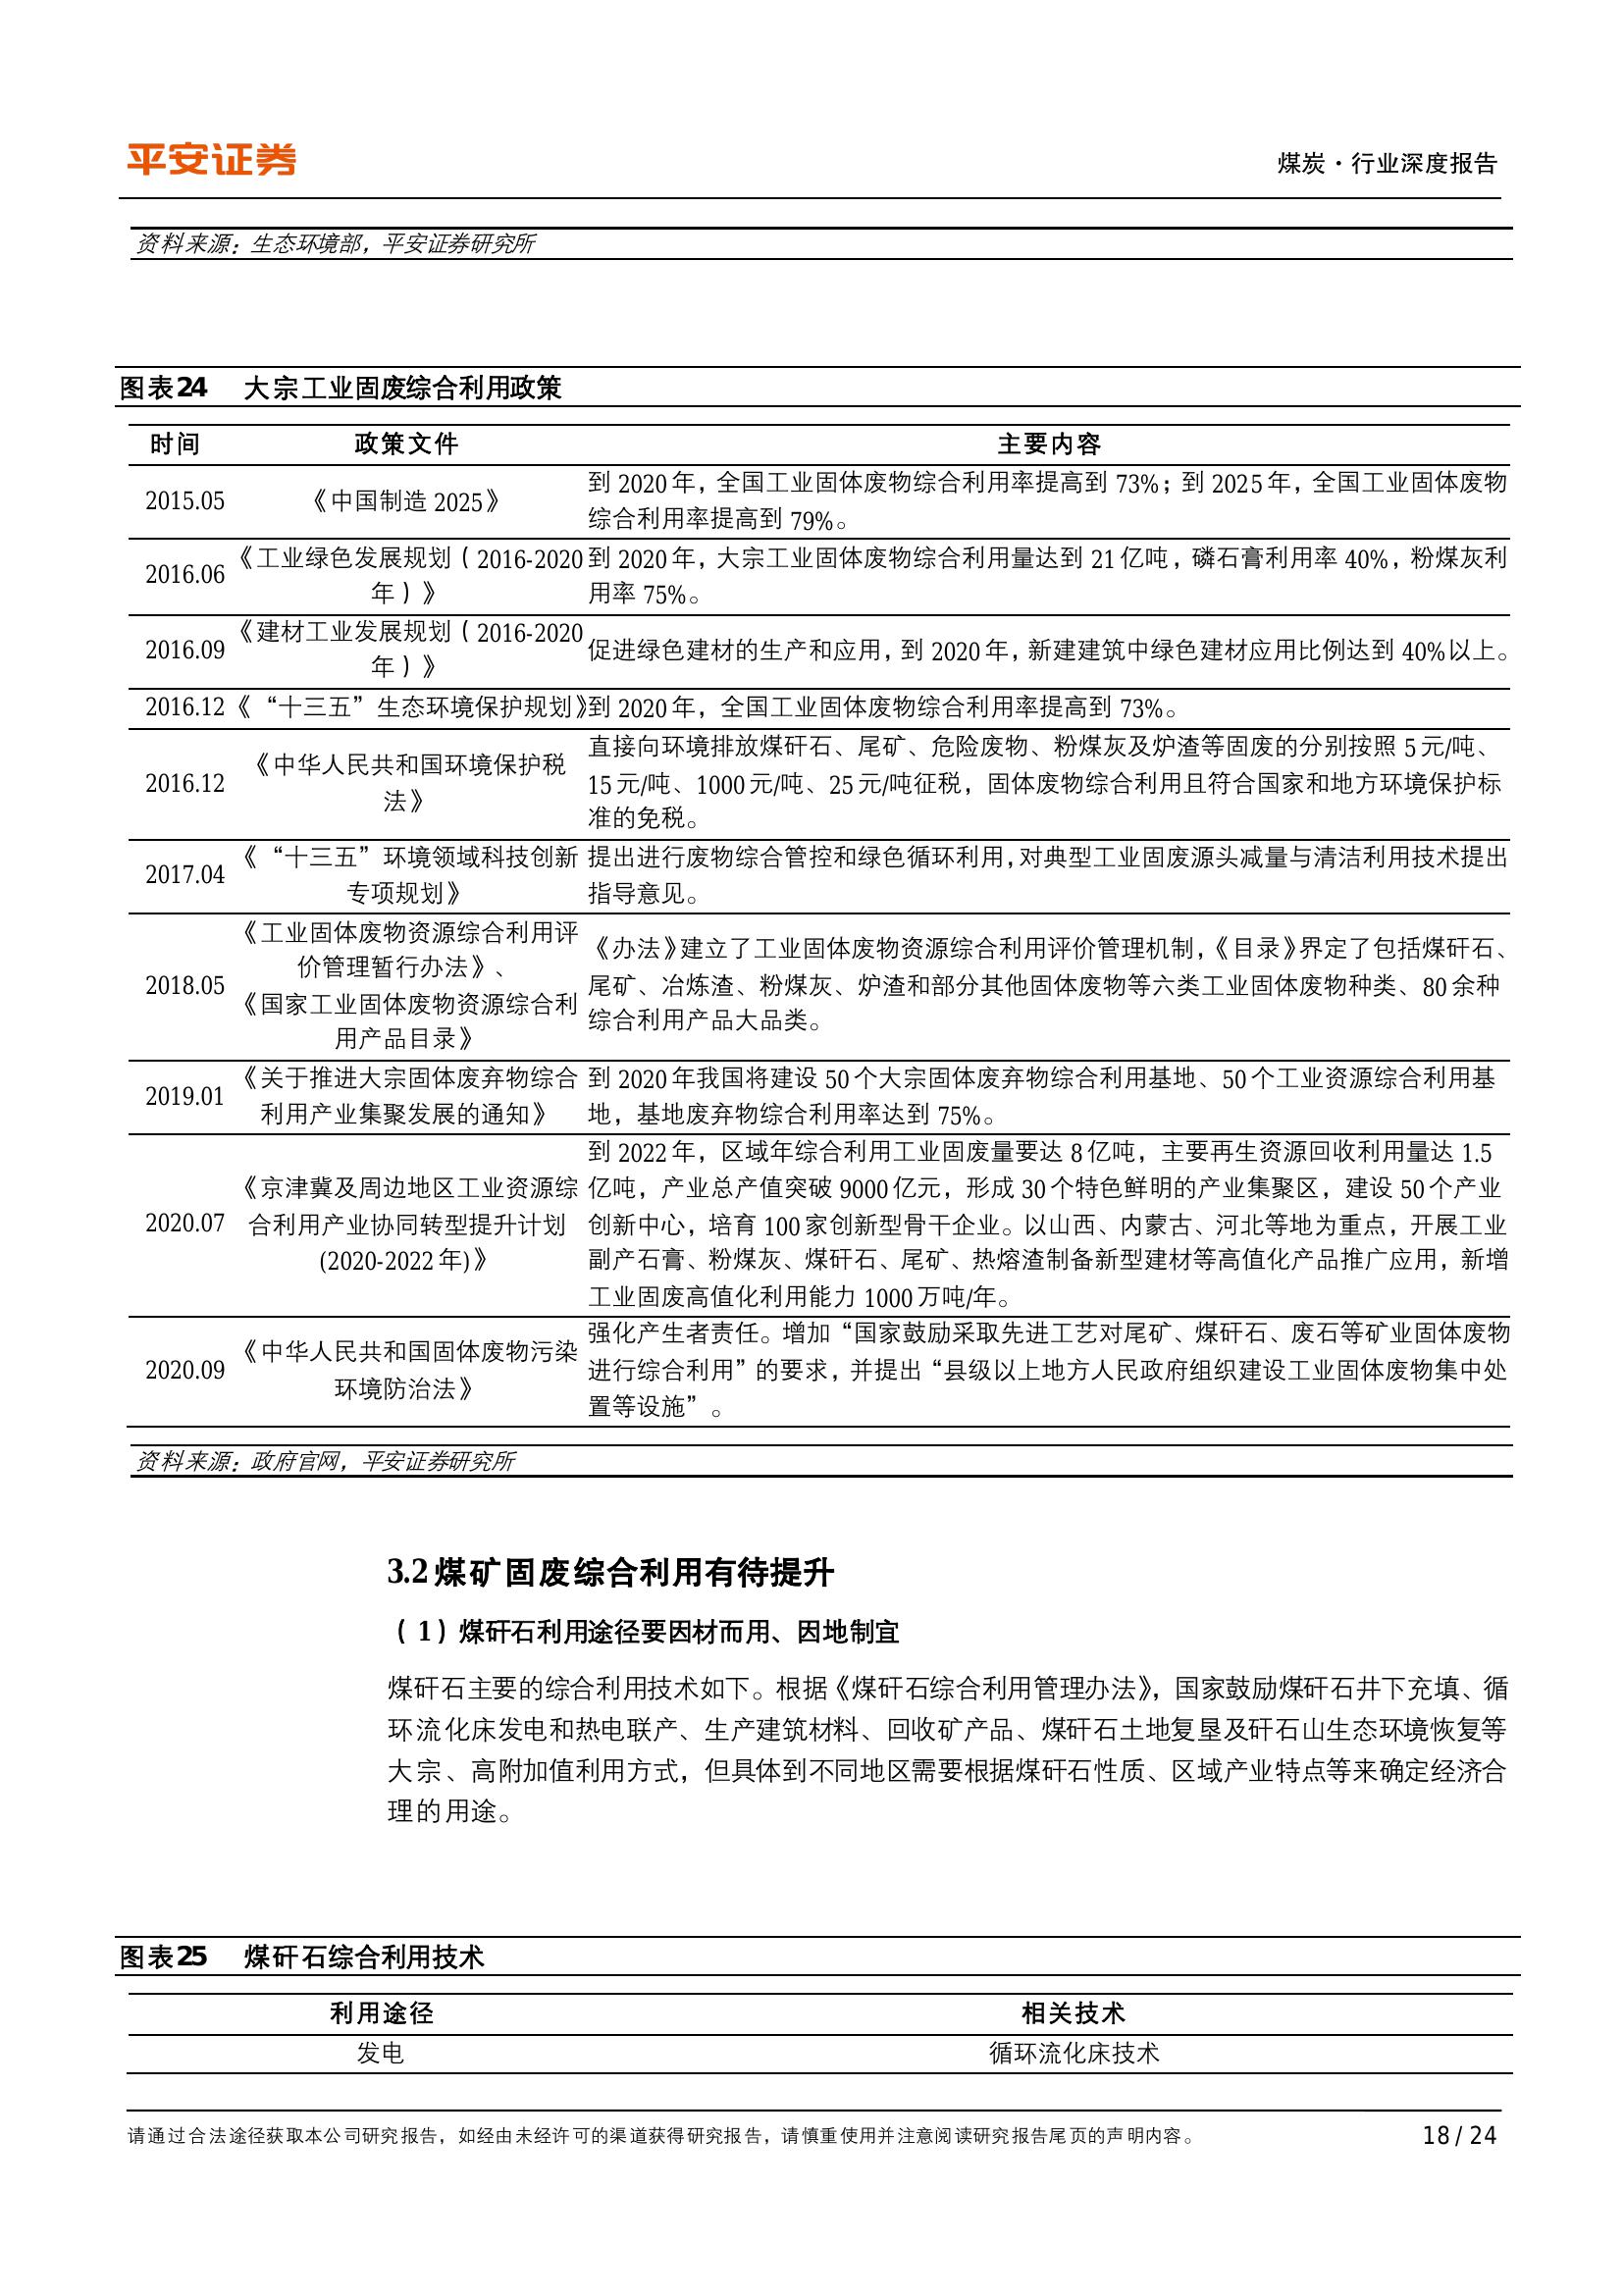 平安证券
煤炭·行业深度报告
资料来源：生态环境部，平安证券研究所
图表24 大宗工业固废综合利用政策
时间 政策文件 主要内容
2015.05 《中国制造 2025》
到 2020 年，全国工业固体废物综合利用率提高到 73%；到 2025 年，全国工业固体废物
综合利用率提高到 79%。
2016.06
《工业绿色发展规划（2016-2020
年）》
到 2020 年，大宗工业固体废物综合利用量达到 21 亿吨，磷石膏利用率 40%，粉煤灰利
用率 75%。
2016.09
《建材工业发展规划（2016-2020
年）》
促进绿色建材的生产和应用，到 2020 年，新建建筑中绿色建材应用比例达到 40%以上。
2016.12 《“十三五”生态环境保护规划》 到 2020 年，全国工业固体废物综合利用率提高到 73%。
2016.12
《中华人民共和国环境保护税
法》
直接向环境排放煤矸石、尾矿、危险废物、粉煤灰及炉渣等固废的分别按照 5 元/吨、
15 元/吨、1000 元/吨、25 元/吨征税，固体废物综合利用且符合国家和地方环境保护标
准的免税。
2017.04
《“十三五”环境领域科技创新
专项规划》
提出进行废物综合管控和绿色循环利用，对典型工业固废源头减量与清洁利用技术提出
指导意见。
2018.05
《工业固体废物资源综合利用评
价管理暂行办法》、
《国家工业固体废物资源综合利
用产品目录》
《办法》建立了工业固体废物资源综合利用评价管理机制，《目录》界定了包括煤矸石、
尾矿、冶炼渣、粉煤灰、炉渣和部分其他固体废物等六类工业固体废物种类、80 余种
综合利用产品大品类。
2019.01
《关于推进大宗固体废弃物综合
利用产业集聚发展的通知》
到 2020 年我国将建设 50 个大宗固体废弃物综合利用基地、50 个工业资源综合利用基
地，基地废弃物综合利用率达到 75%。
2020.07
《京津冀及周边地区工业资源综
合利用产业协同转型提升计划
(2020-2022 年)》
到 2022 年，区域年综合利用工业固废量要达 8 亿吨，主要再生资源回收利用量达 1.5
亿吨，产业总产值突破 9000 亿元，形成 30 个特色鲜明的产业集聚区，建设 50 个产业
创新中心，培育 100 家创新型骨干企业。以山西、内蒙古、河北等地为重点，开展工业
副产石膏、粉煤灰、煤矸石、尾矿、热熔渣制备新型建材等高值化产品推广应用，新增
工业固废高值化利用能力 1000 万吨/年。
2020.09
《中华人民共和国固体废物污染
环境防治法》
强化产生者责任。增加“国家鼓励采取先进工艺对尾矿、煤矸石、废石等矿业固体废物
进行综合利用”的要求，并提出“县级以上地方人民政府组织建设工业固体废物集中处
置等设施”。
资料来源：政府官网，平安证券研究所
3.2 煤矿固废综合利用有待提升
（1）煤矸石利用途径要因材而用、因地制宜
煤矸石主要的综合利用技术如下。根据《煤矸石综合利用管理办法》，国家鼓励煤矸石井下充填、循
环流化床发电和热电联产、生产建筑材料、回收矿产品、煤矸石土地复垦及矸石山生态环境恢复等
大宗、高附加值利用方式，但具体到不同地区需要根据煤矸石性质、区域产业特点等来确定经济合
理的用途。
图表25 煤矸石综合利用技术
利用途径 相关技术
发电 循环流化床技术
请通过合法途径获取本公司研究报告，如经由未经许可的渠道获得研究报告，请慎重使用并注意阅读研究报告尾页的声明内容。
18 / 24